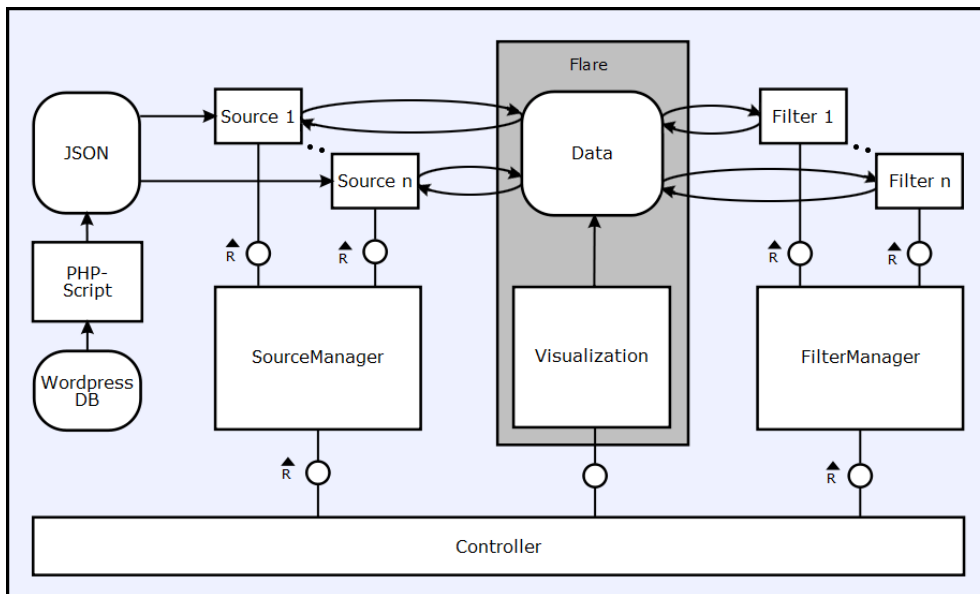 Flare
JSON
Source 1
Data
Filter 1
Source n
Filter n
R
R
R
R
PHP-
Script
SourceManager
Visualization
FilterManager
Wordpress
DB
R
R
Controller